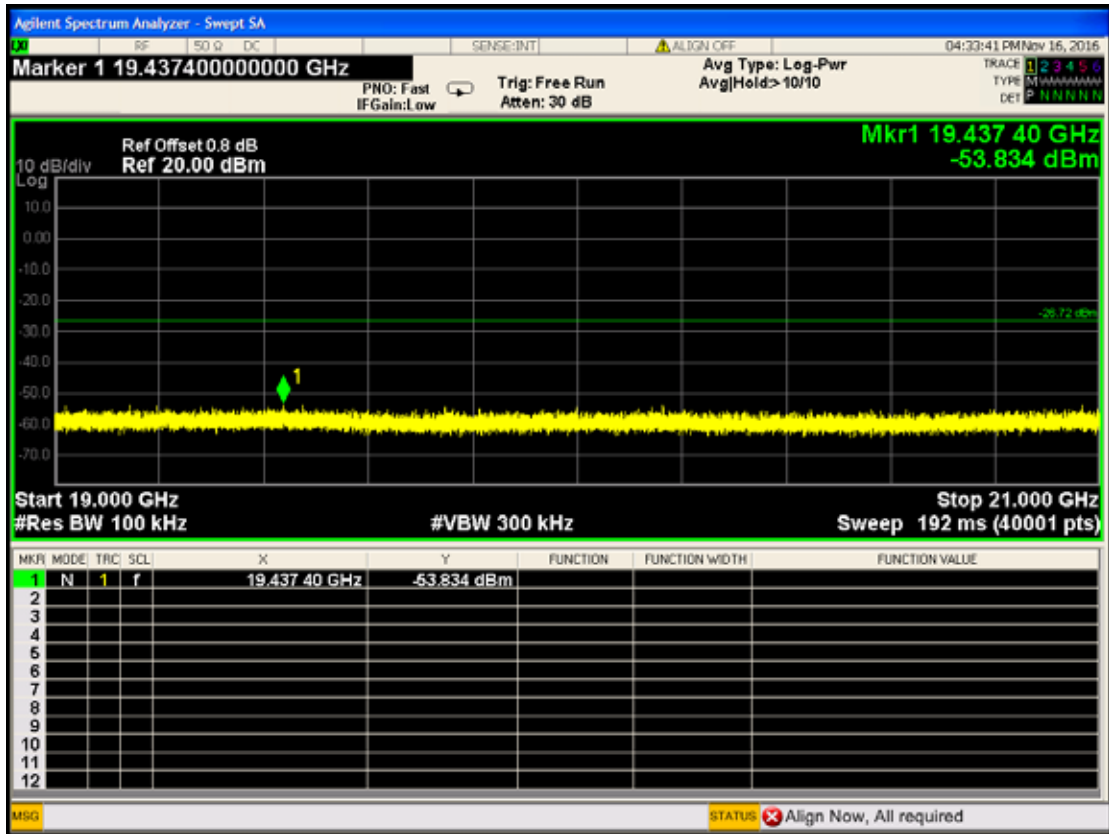 Agilent Spectrum Analyzer - Swept SA
LXI RF 50 Ω DC SENSE:INT ALIGN OFF 04:33:41 PM Nov 16, 2016
Marker 1 19.437400000000 GHz
PNO: Fast
IFGain:Low
Trig: Free Run
Atten: 30 dB
Avg Type: Log-Pwr
Avg|Hold:>10/10
TRACE 1 2 3 4 5 6
TYPE M
DET P N N N N N
Mkr1 19.437 40 GHz
-53.834 dBm
Ref Offset 0.8 dB
10 dB/div Ref 20.00 dBm
Log
10.0
0.00
-10.0
-20.0
-26.72 dBm
-30.0
-40.0
1
-50.0
-60.0
-70.0
Start 19.000 GHz Stop 21.000 GHz
#Res BW 100 kHz #VBW 300 kHz Sweep 192 ms (40001 pts)
MKR MODE TRC SCL X Y FUNCTION FUNCTION WIDTH FUNCTION VALUE
1 N 1 f 19.437 40 GHz -53.834 dBm
2
3
4
5
6
7
8
9
10
11
12
MSG STATUS Align Now, All required